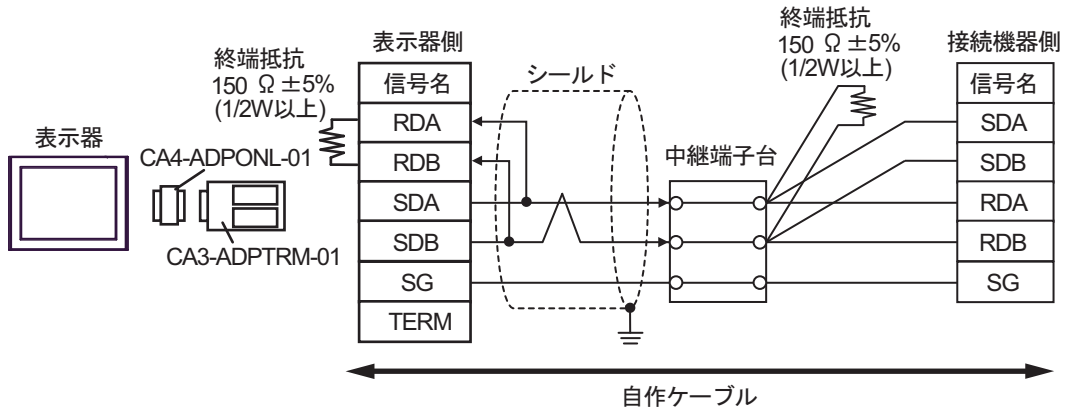 表示器
CA4-ADPONL-01
CA3-ADPTRM-01
終端抵抗
150 Ω ±5%
(1/2W以上)
表示器側
信号名
RDA
RDB
SDA
SDB
SG
TERM
シールド
中継端子台
終端抵抗
150 Ω ±5%
(1/2W以上)
接続機器側
信号名
SDA
SDB
RDA
RDB
SG
自作ケーブル